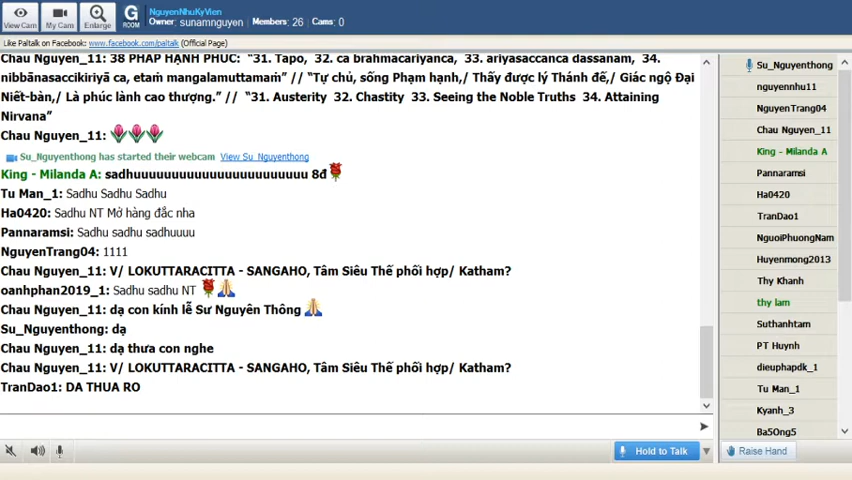 View Cam
My Cam
Enlarge
G
ROOM
NguyenNhuKyVien
Owner: sunamnguyen Members: 26 Cams: 0
Like Paltalk on Facebook: www.facebook.com/paltalk (Official Page)
Chau Nguyen_11: 38 PHÁP HẠNH PHÚC: “31. Tapo, 32. ca brahmacariyañca, 33. ariyasaccanca dassanam, 34.
nibbānasaccikiriyā ca, etaṁ mangalamuttamaṁ” // “Tự chủ, sống Phạm hạnh,/ Thấy được lý Thánh đế,/ Giác ngộ Đại
Niết-bàn,/ Là phúc lành cao thượng.” // “31. Austerity 32. Chastity 33. Seeing the Noble Truths 34. Attaining
Nirvana”
Chau Nguyen_11:
Su_Nguyenthong has started their webcam View Su_Nguyenthong
King - Milanda A: sadhuuuuuuuuuuuuuuuuuuuuuuu 8đ
Tu Man_1: Sadhu Sadhu Sadhu
Ha0420: Sadhu NT Mở hàng đắc nha
Pannaramsi: Sadhu sadhu sadhuuuu
NguyenTrang04: 1111
Chau Nguyen_11: V/ LOKUTTARACITTA - SANGAHO, Tâm Siêu Thế phối hợp/ Katham?
oanhphan2019_1: Sadhu sadhu NT
Chau Nguyen_11: dạ con kính lễ Sư Nguyên Thông
Su_Nguyenthong: dạ
Chau Nguyen_11: dạ thưa con nghe
Chau Nguyen_11: V/ LOKUTTARACITTA - SANGAHO, Tâm Siêu Thế phối hợp/ Katham?
TranDao1: DA THUA RO
Hold to Talk
Su_Nguyenthong
nguyennhu11
NguyenTrang04
Chau Nguyen_11
King - Milanda A
Pannaramsi
Ha0420
TranDao1
NguoiPhuongNam
Huyenmong2013
Thy Khanh
thy lam
Suthanhtam
PT Huynh
dieuphapdk_1
Tu Man_1
Kyanh_3
Ba5Ong5
Raise Hand